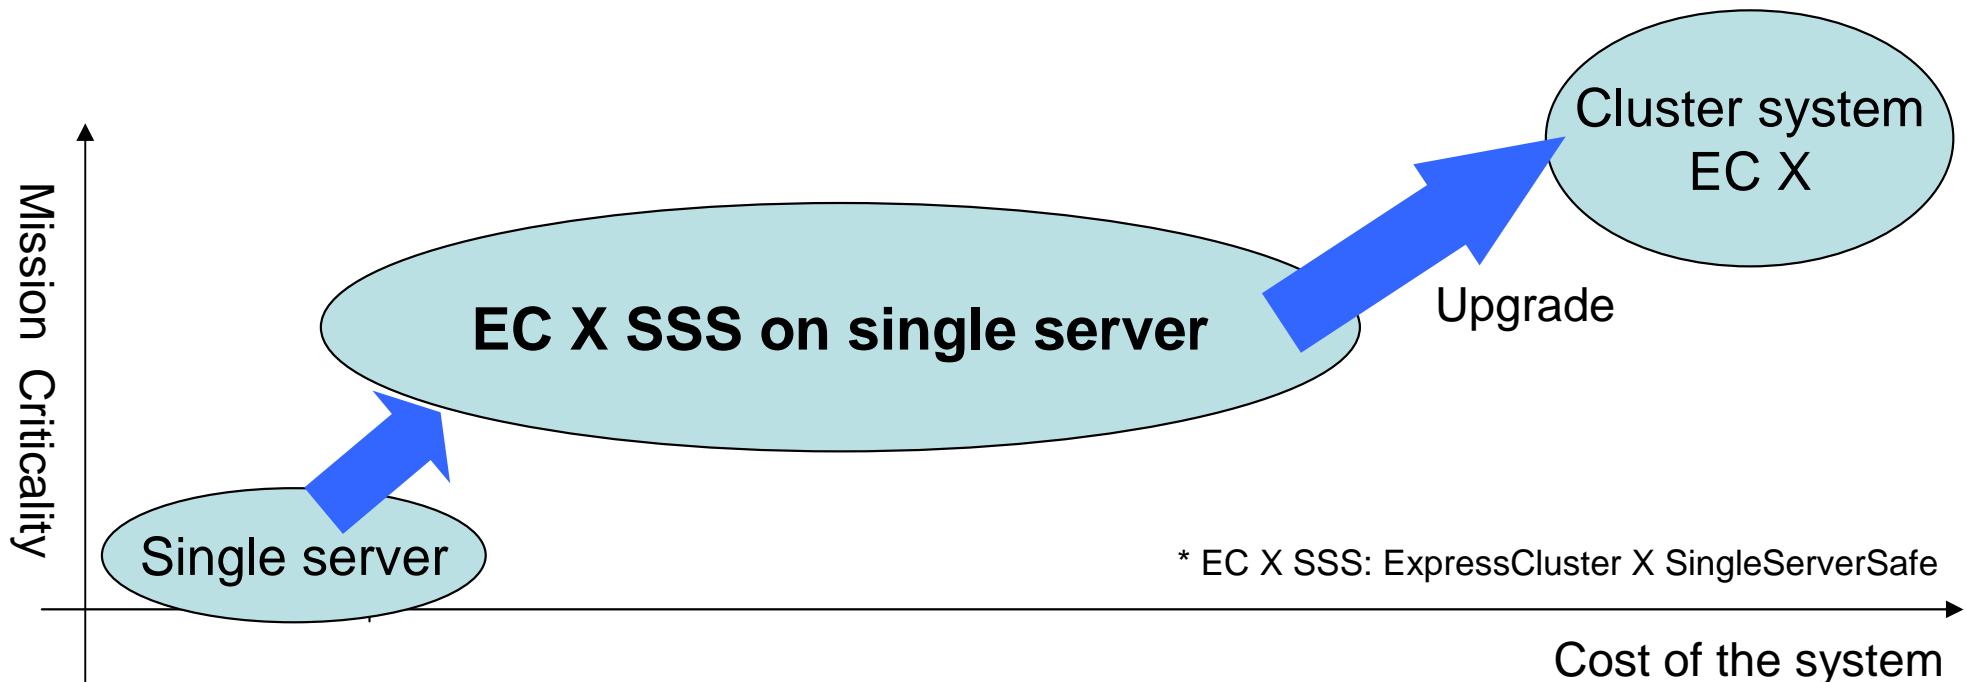 Cluster system
EC X
Mission Criticality
EC X SSS on single server
Upgrade
Single server
* EC X SSS: ExpressCluster X SingleServerSafe
Cost of the system